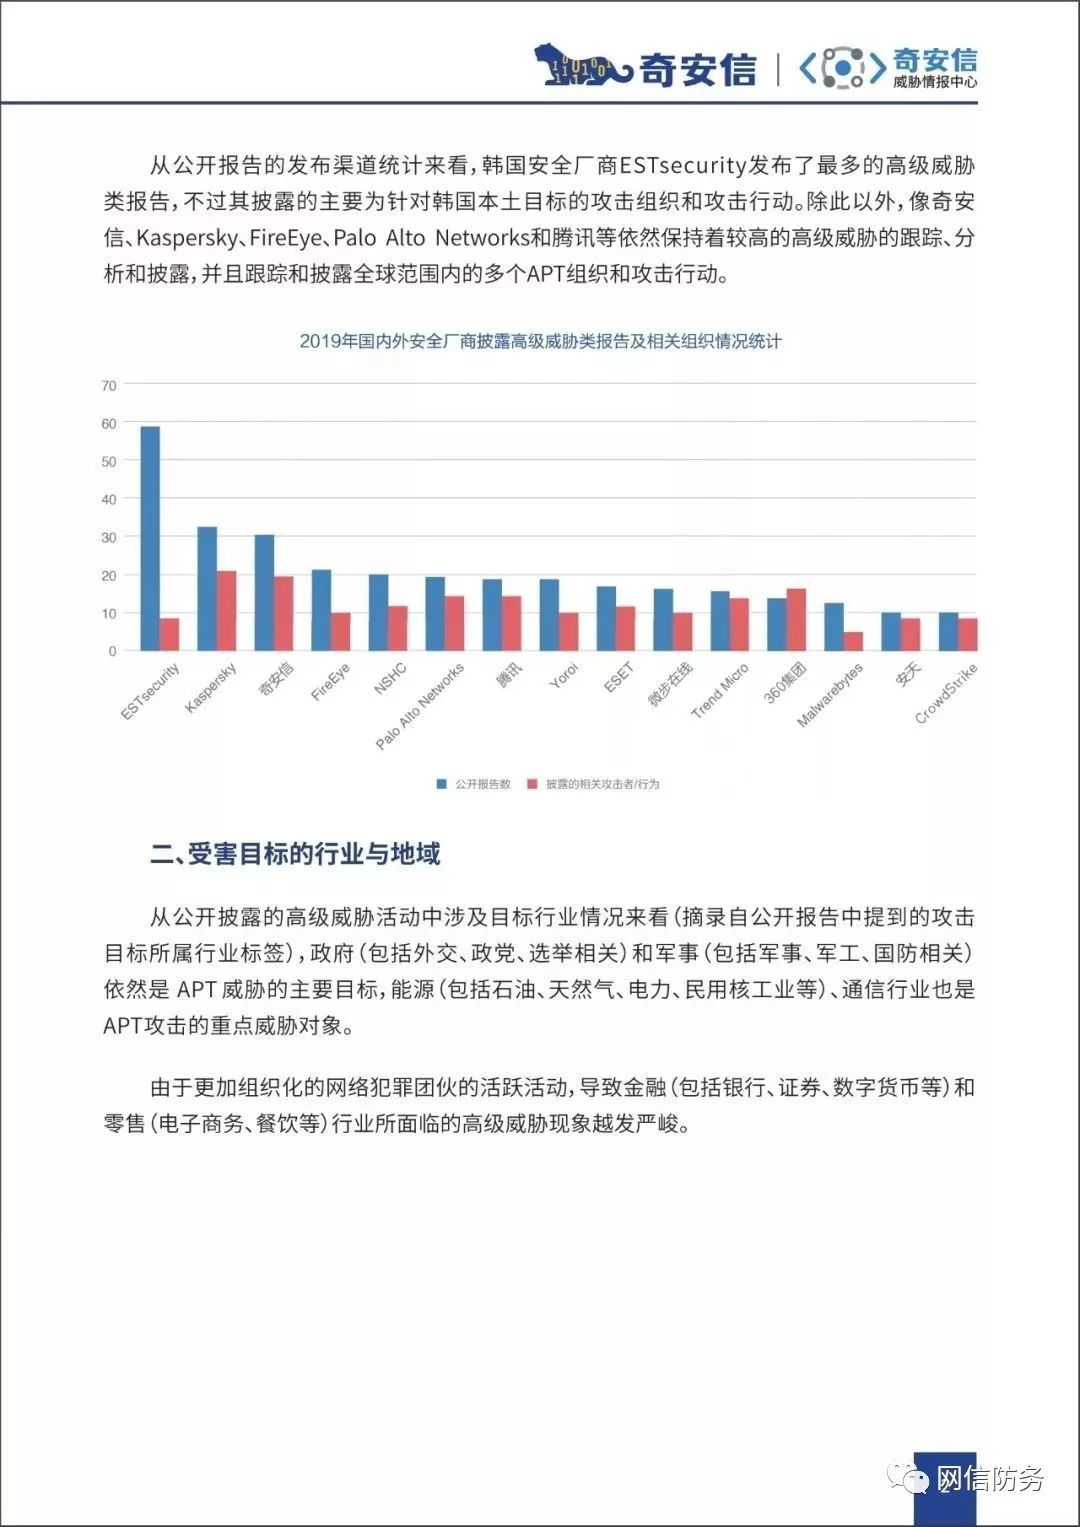 奇安信
奇安信
威胁情报中心
从公开报告的发布渠道统计来看，韩国安全厂商ESTsecurity发布了最多的高级威胁
类报告，不过其披露的主要为针对韩国本土目标的攻击组织和攻击行动。除此以外，像奇安
信、Kaspersky、FireEye、Palo Alto Networks和腾讯等依然保持着较高的高级威胁的跟踪、分
析和披露，并且跟踪和披露全球范围内的多个APT组织和攻击行动。
2019年国内外安全厂商披露高级威胁类报告及相关组织情况统计
70
60
50
40
30
20
10
0
ESTsecurity
Kaspersky
奇安信
FireEye
NSHC
Palo Alto Networks
腾讯
Yoroi
ESET
微步在线
Trend Micro
360集团
Malwarebytes
安天
CrowdStrike
公开报告数
披露的相关攻击者/行为
二、受害目标的行业与地域
从公开披露的高级威胁活动中涉及目标行业情况来看（摘录自公开报告中提到的攻击
目标所属行业标签），政府（包括外交、政党、选举相关）和军事（包括军事、军工、国防相关）
依然是 APT 威胁的主要目标，能源（包括石油、天然气、电力、民用核工业等）、通信行业也是
APT攻击的重点威胁对象。
由于更加组织化的网络犯罪团伙的活跃活动，导致金融（包括银行、证券、数字货币等）和
零售（电子商务、餐饮等）行业所面临的高级威胁现象越发严峻。
网信防务